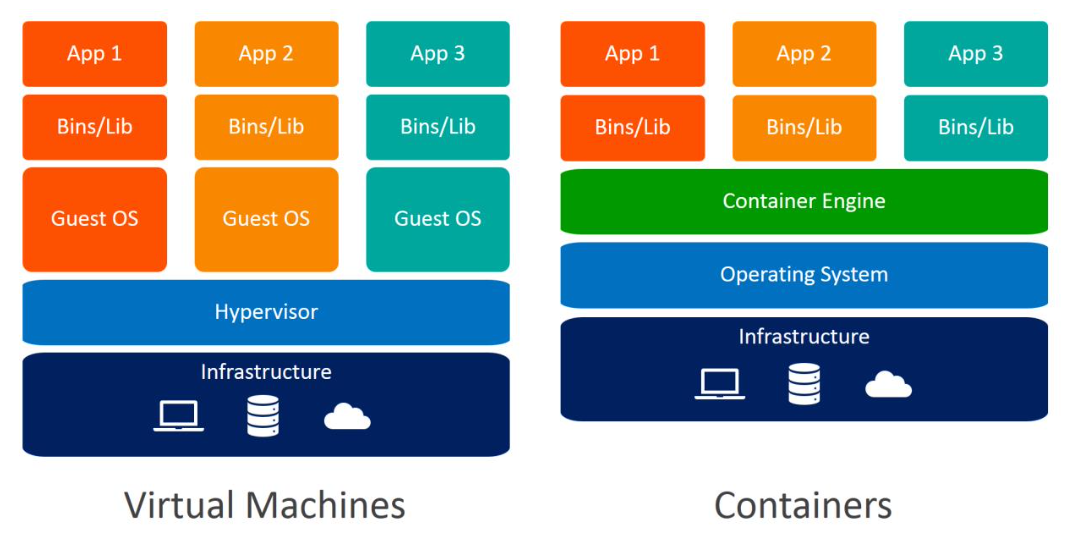 App 1
App 2
App 3
Bins/Lib
Bins/Lib
Bins/Lib
Guest OS
Guest OS
Guest OS
Hypervisor
Infrastructure
Virtual Machines
App 1
App 2
App 3
Bins/Lib
Bins/Lib
Bins/Lib
Container Engine
Operating System
Infrastructure
Containers